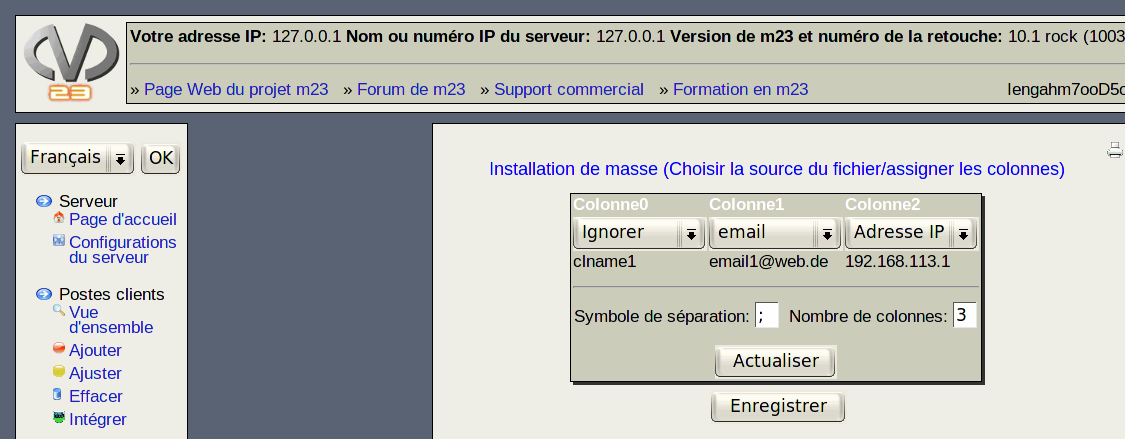 Votre adresse IP: 127.0.0.1 Nom ou numéro IP du serveur: 127.0.0.1 Version de m23 et numéro de la retouche: 10.1 rock (1003
» Page Web du projet m23 » Forum de m23 » Support commercial » Formation en m23
23
Français OK
Serveur
Page d'accueil
Configurations
du serveur
Postes clients
Vue
d'ensemble
Ajouter
Ajuster
Effacer
Intégrer
Installation de masse (Choisir la source du fichier/assigner les colonnes)
Colonne0 Colonne1 Colonne2
Ignorer email Adresse IP
clname1 email1@web.de 192.168.113.1
Symbole de séparation: ; Nombre de colonnes: 3
Actualiser
Enregistrer